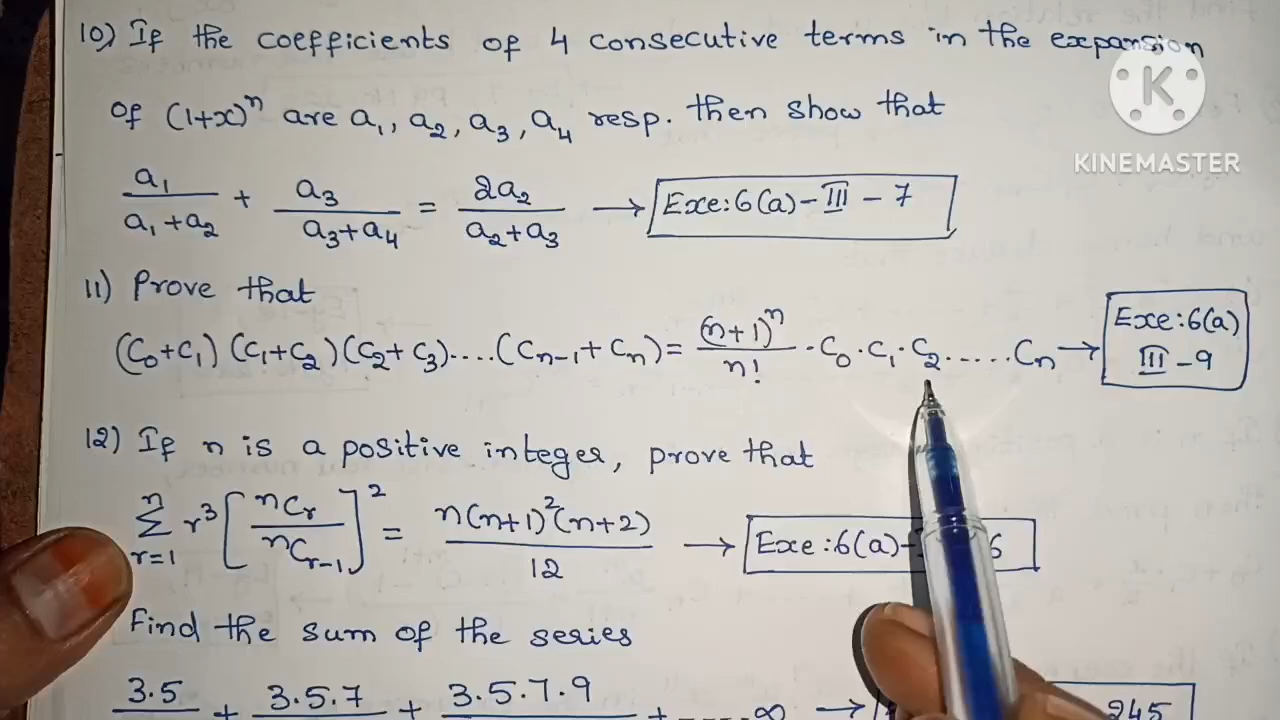 10) If the coefficients of 4 consecutive terms in the expansion
of (1+x)^n are a₁, a₂, a₃, a₄ resp. then show that
a₁/(a₁+a₂) + a₃/(a₃+a₄) = 2a₂/(a₂+a₃) → Exe:6(a)-III-7
K
KINEMASTER
11) Prove that
(C₀+C₁)(C₁+C₂)(C₂+C₃)....(Cn-1+Cn) = (n+1)^n/n! · C₀·C₁·C₂.....Cn → Exe:6(a) III-9
12) If n is a positive integer, prove that
n∑r=1 r³[nCr/nCr-1]² = n(n+1)²(n+2)/12 → Exe:6(a)- 6
Find the sum of the series
3.5 + 3.5.7 + 3.5.7.9 + ....∞ → 245